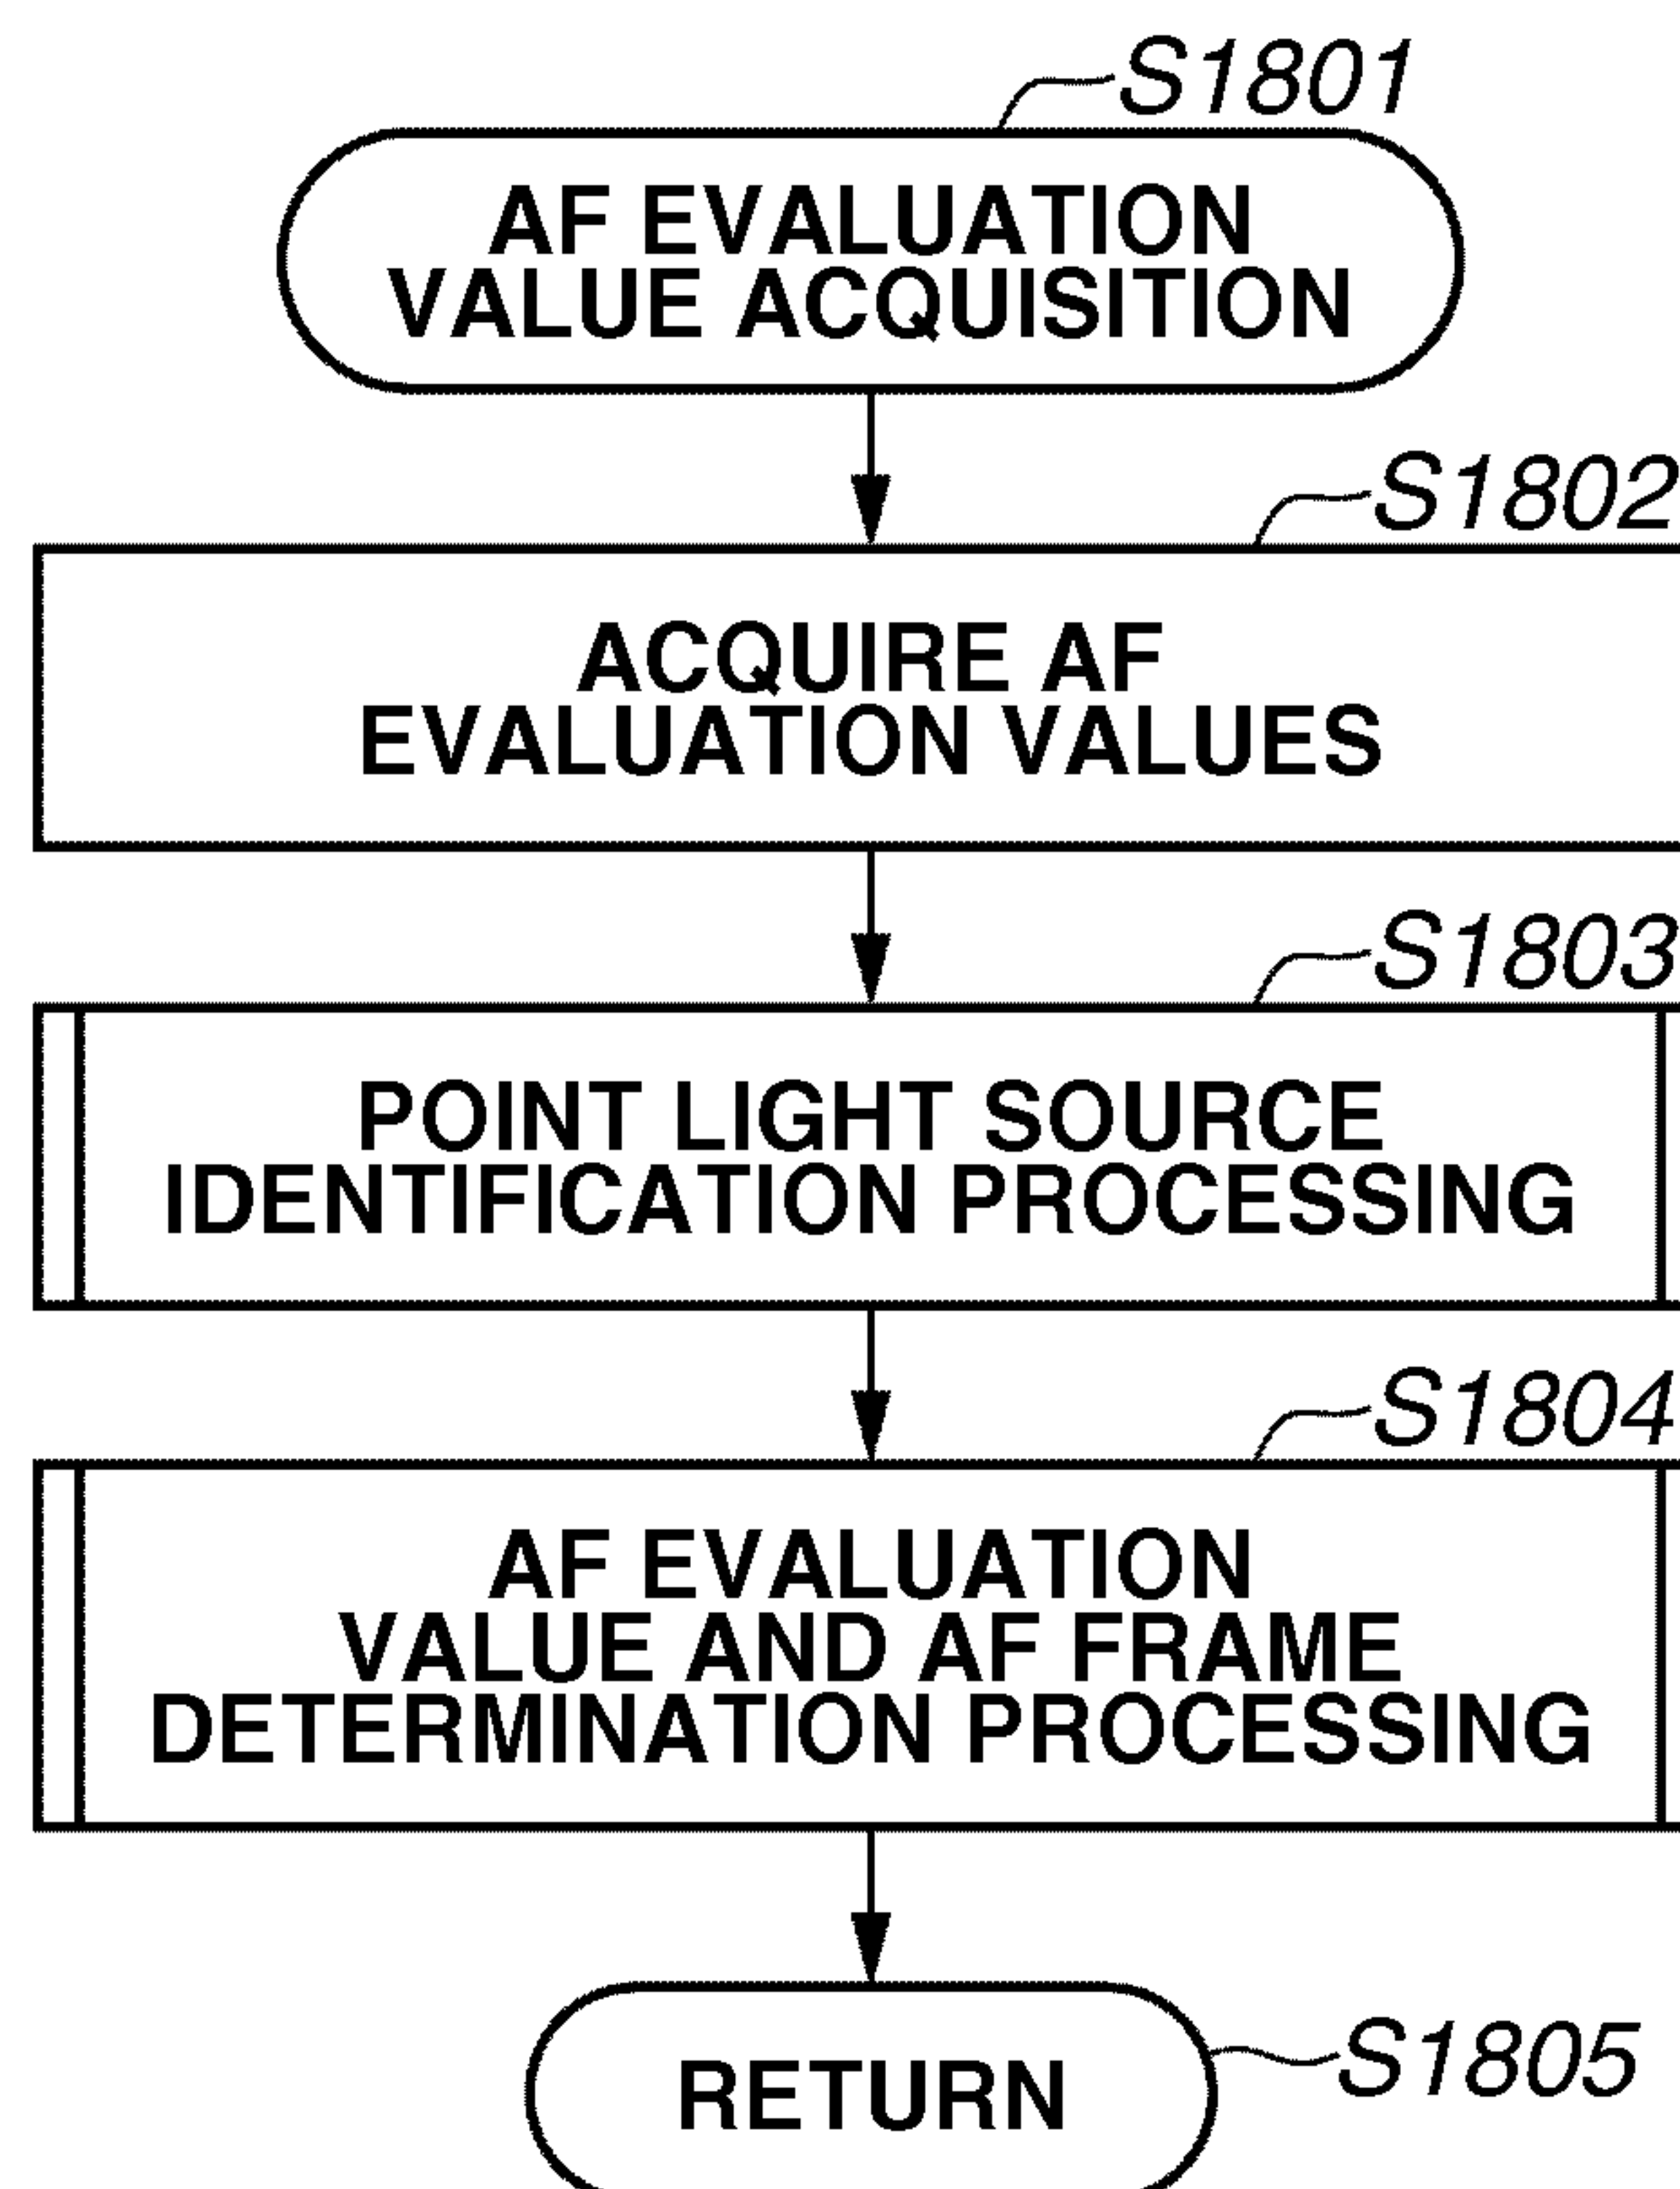 S1801
AF EVALUATION
VALUE ACQUISITION
S1802
ACQUIRE AF
EVALUATION VALUES
S1803
POINT LIGHT SOURCE
IDENTIFICATION PROCESSING
S1804
AF EVALUATION
VALUE AND AF FRAME
DETERMINATION PROCESSING
S1805
RETURN